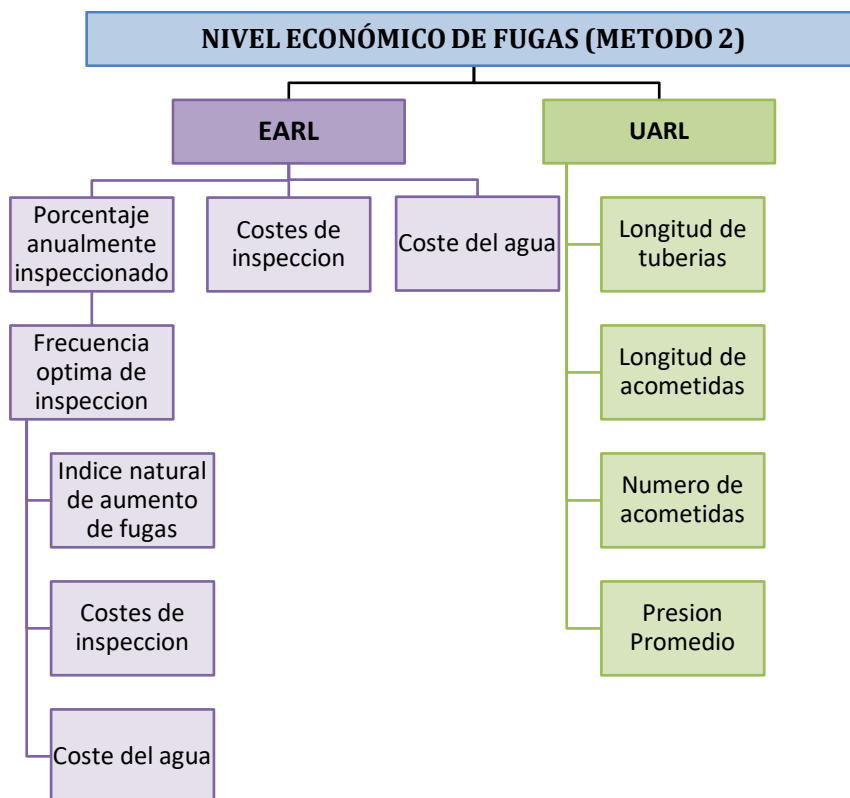 NIVEL ECONÓMICO DE FUGAS (METODO 2)
EARL
UARL
Porcentaje
anualmente
inspeccionado
Costes de
inspeccion
Coste del agua
Longitud de
tuberias
Frecuencia
optima de
inspeccion
Longitud de
acometidas
Indice natural
de aumento
de fugas
Numero de
acometidas
Costes de
inspeccion
Presion
Promedio
Coste del agua